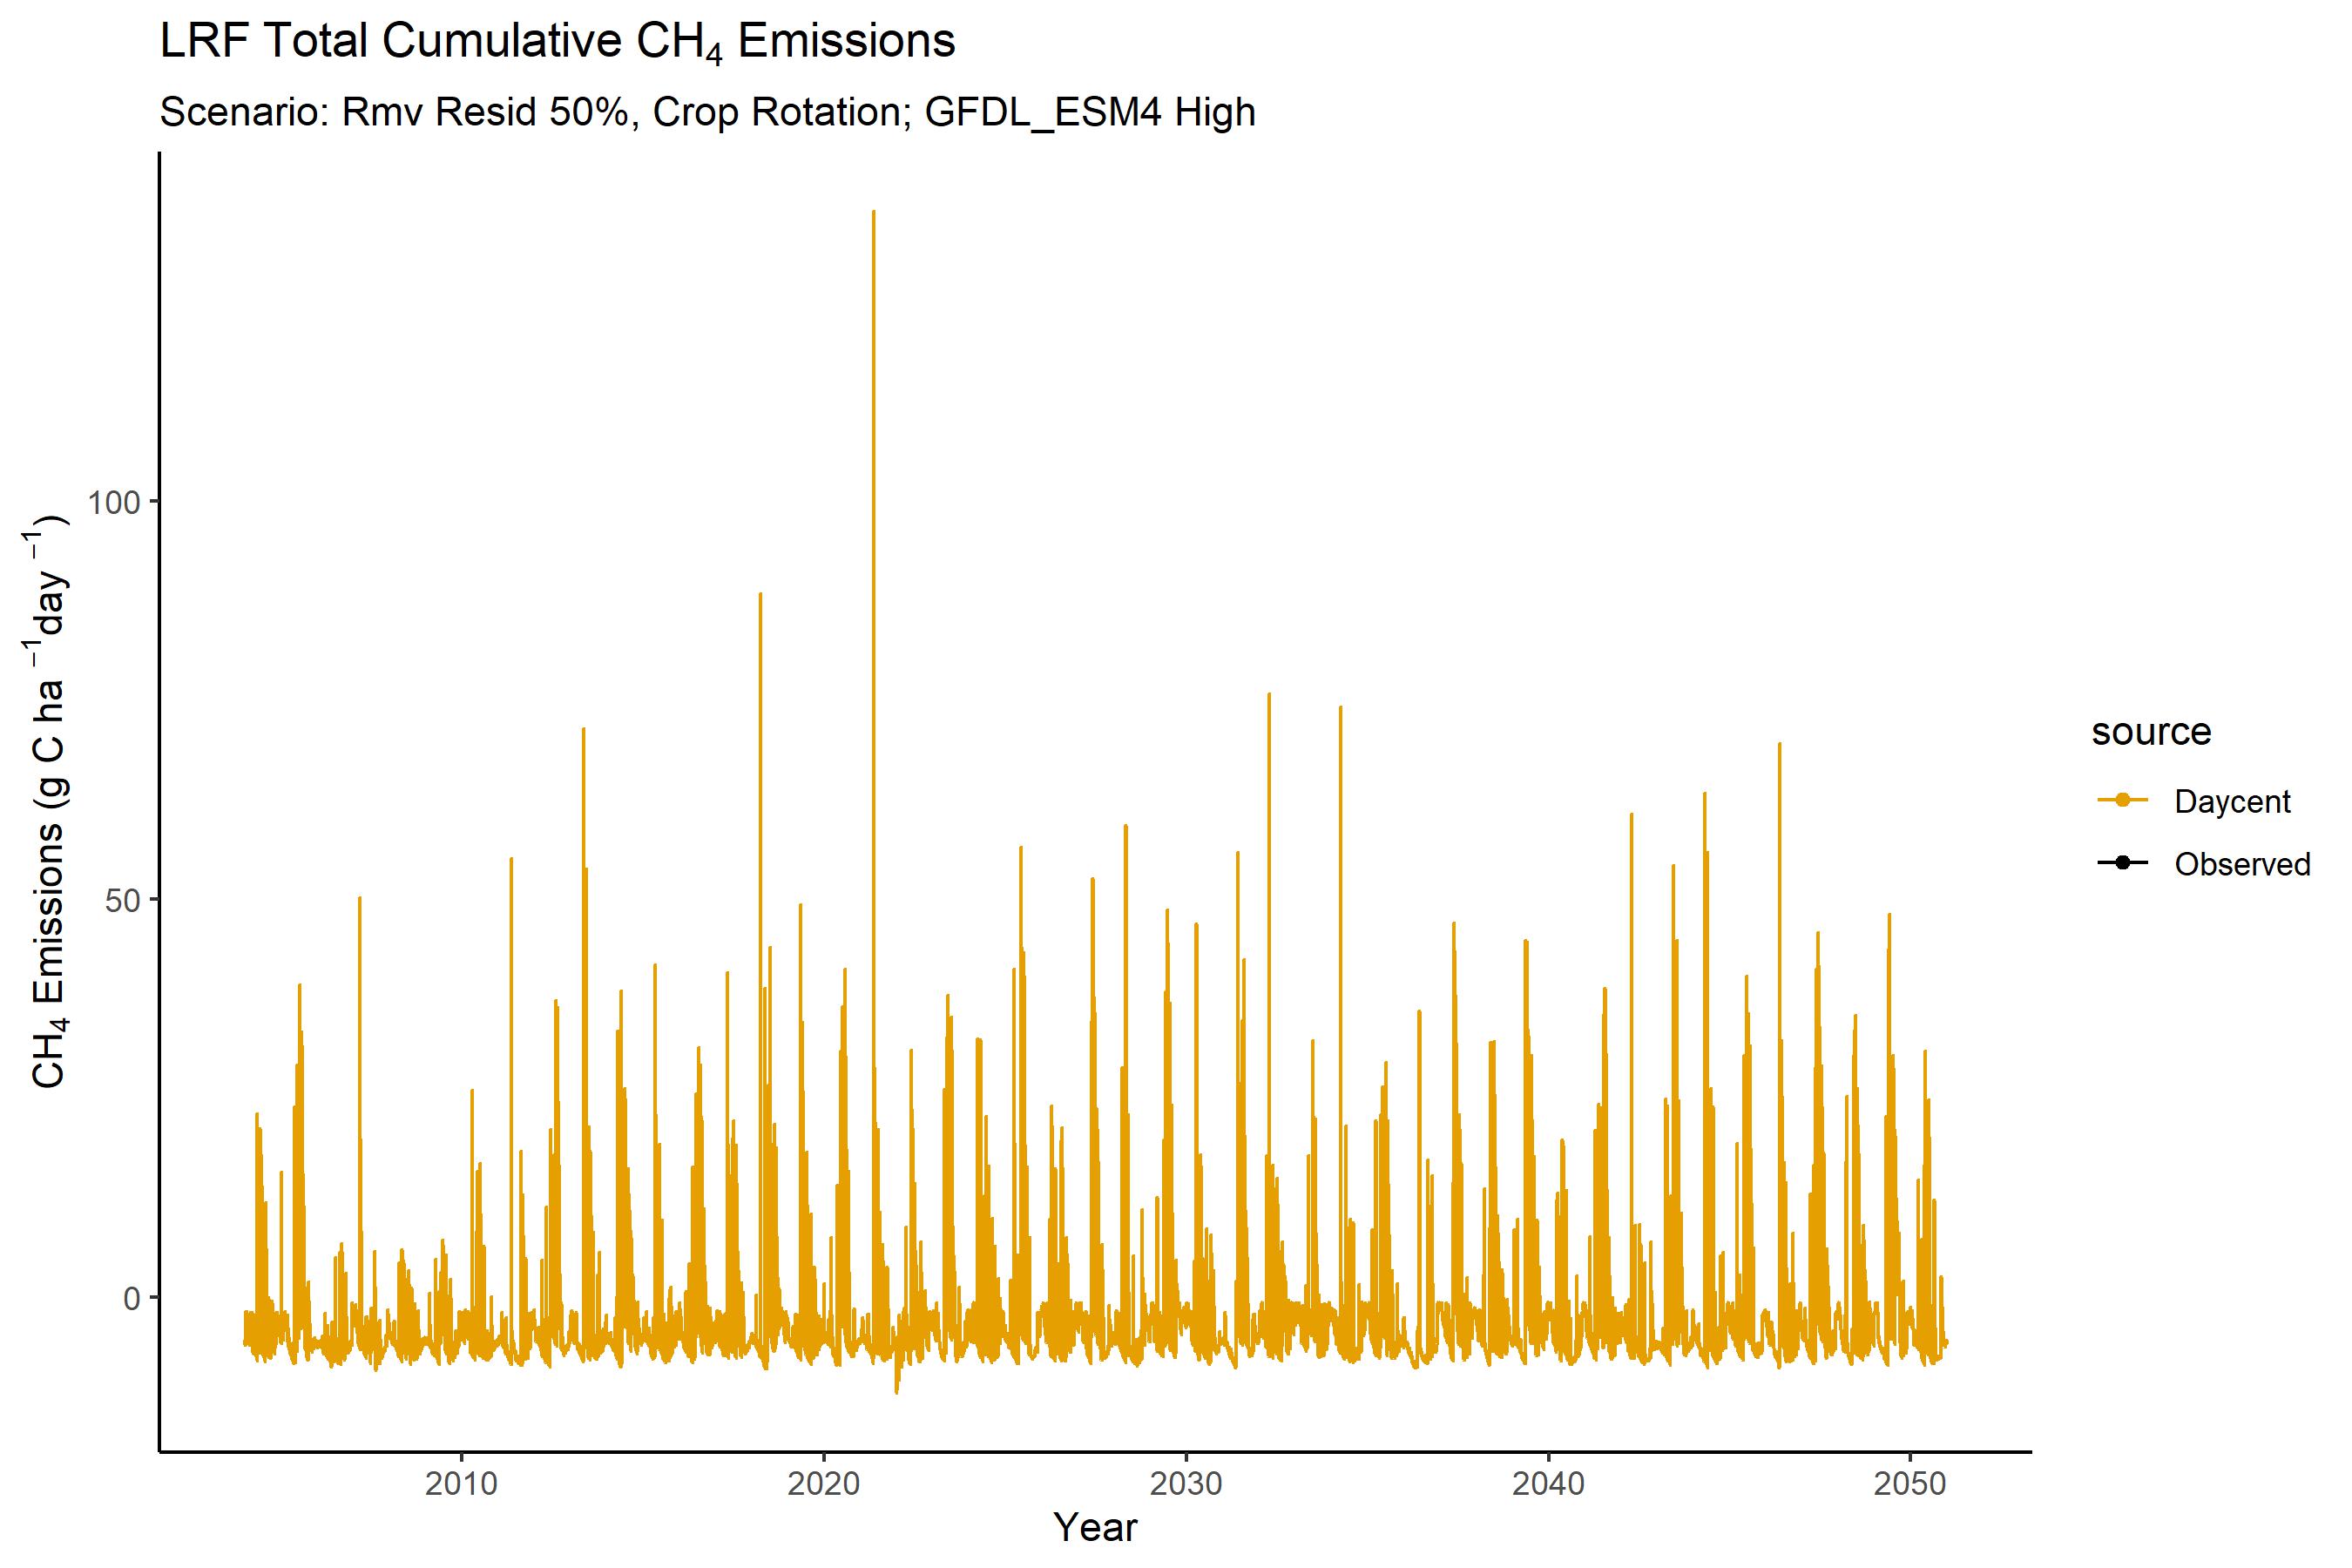 LRF Total Cumulative CH₄ Emissions
Scenario: Rmv Resid 50%, Crop Rotation; GFDL_ESM4 High
CH₄ Emissions (g C ha ⁻¹day ⁻¹)
100
50
0
2010 2020 2030 2040 2050
Year
source
Daycent
Observed